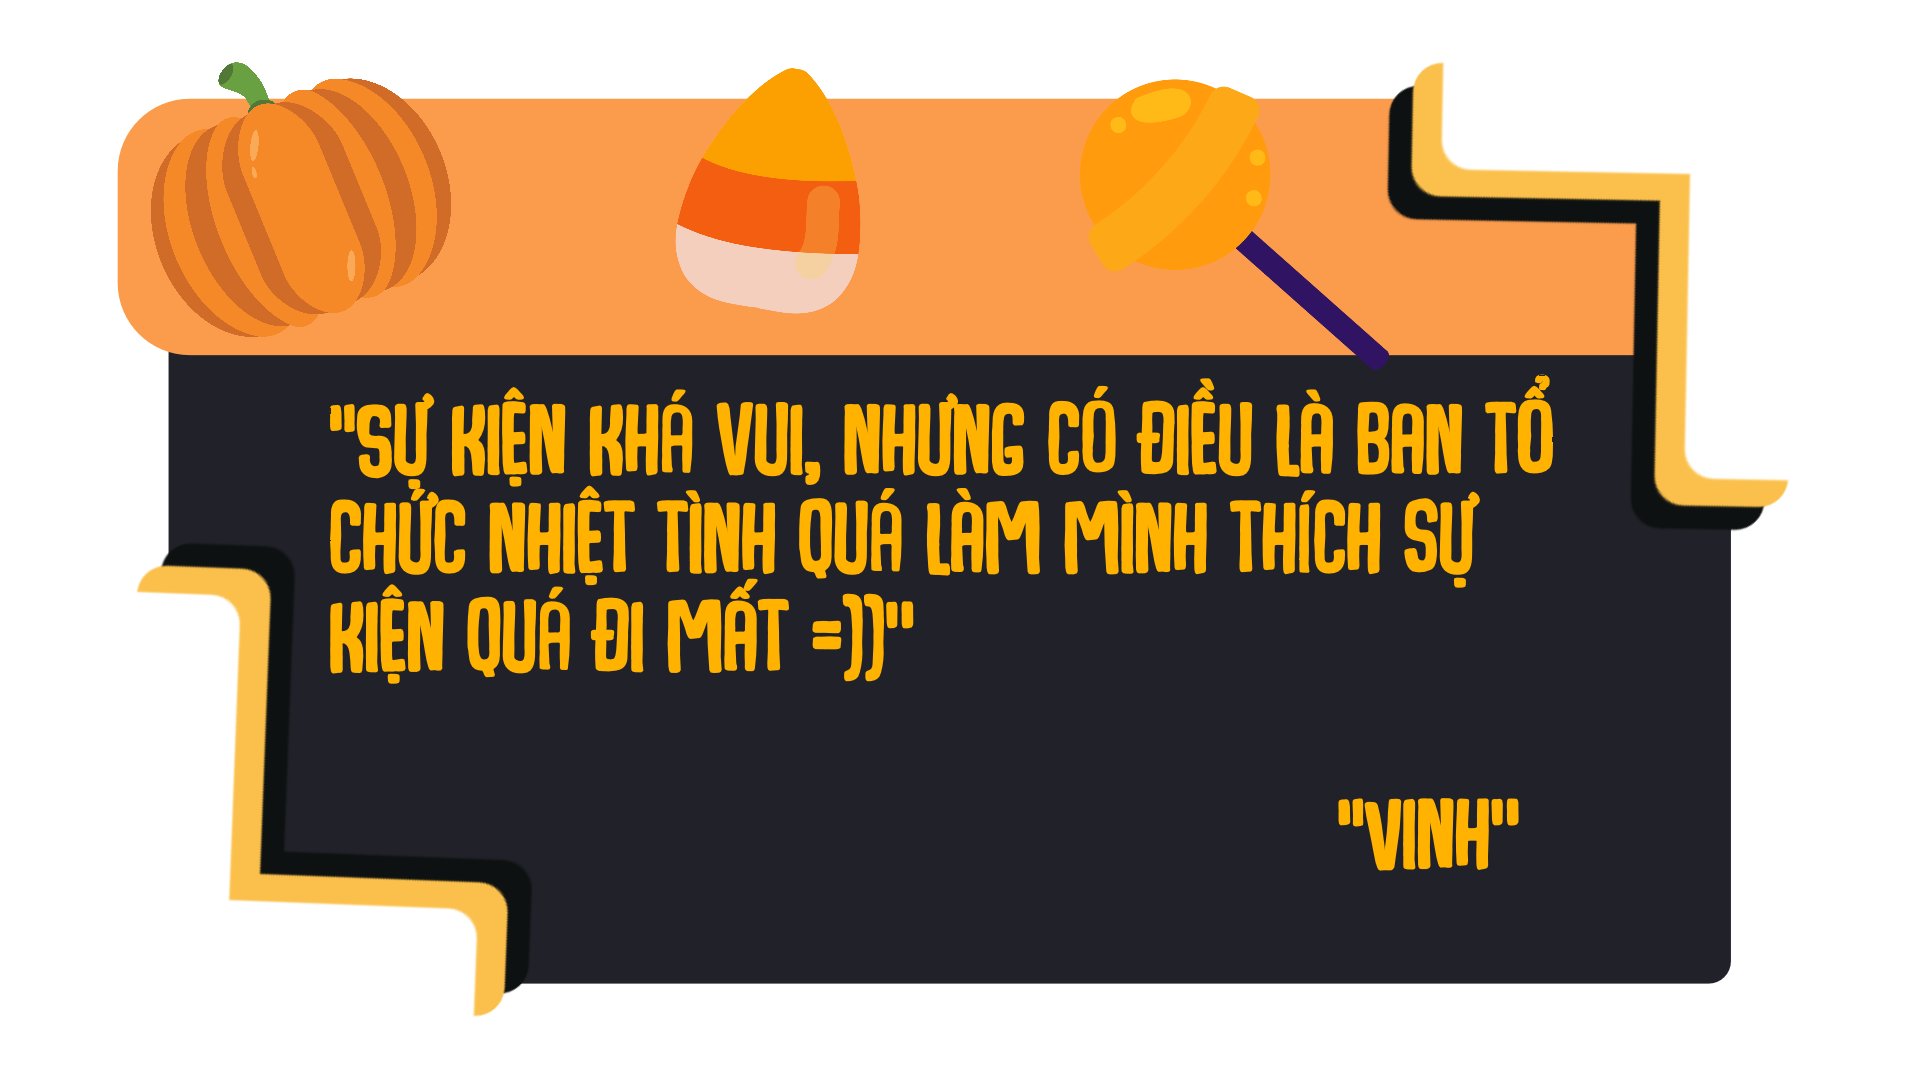 "SỰ KIỆN KHÁ VUI, NHƯNG CÓ ĐIỀU LÀ BAN TỔ
CHỨC NHIỆT TÌNH QUÁ LÀM MÌNH THÍCH SỰ
KIỆN QUÁ ĐI MẤT =))"
"VINH"